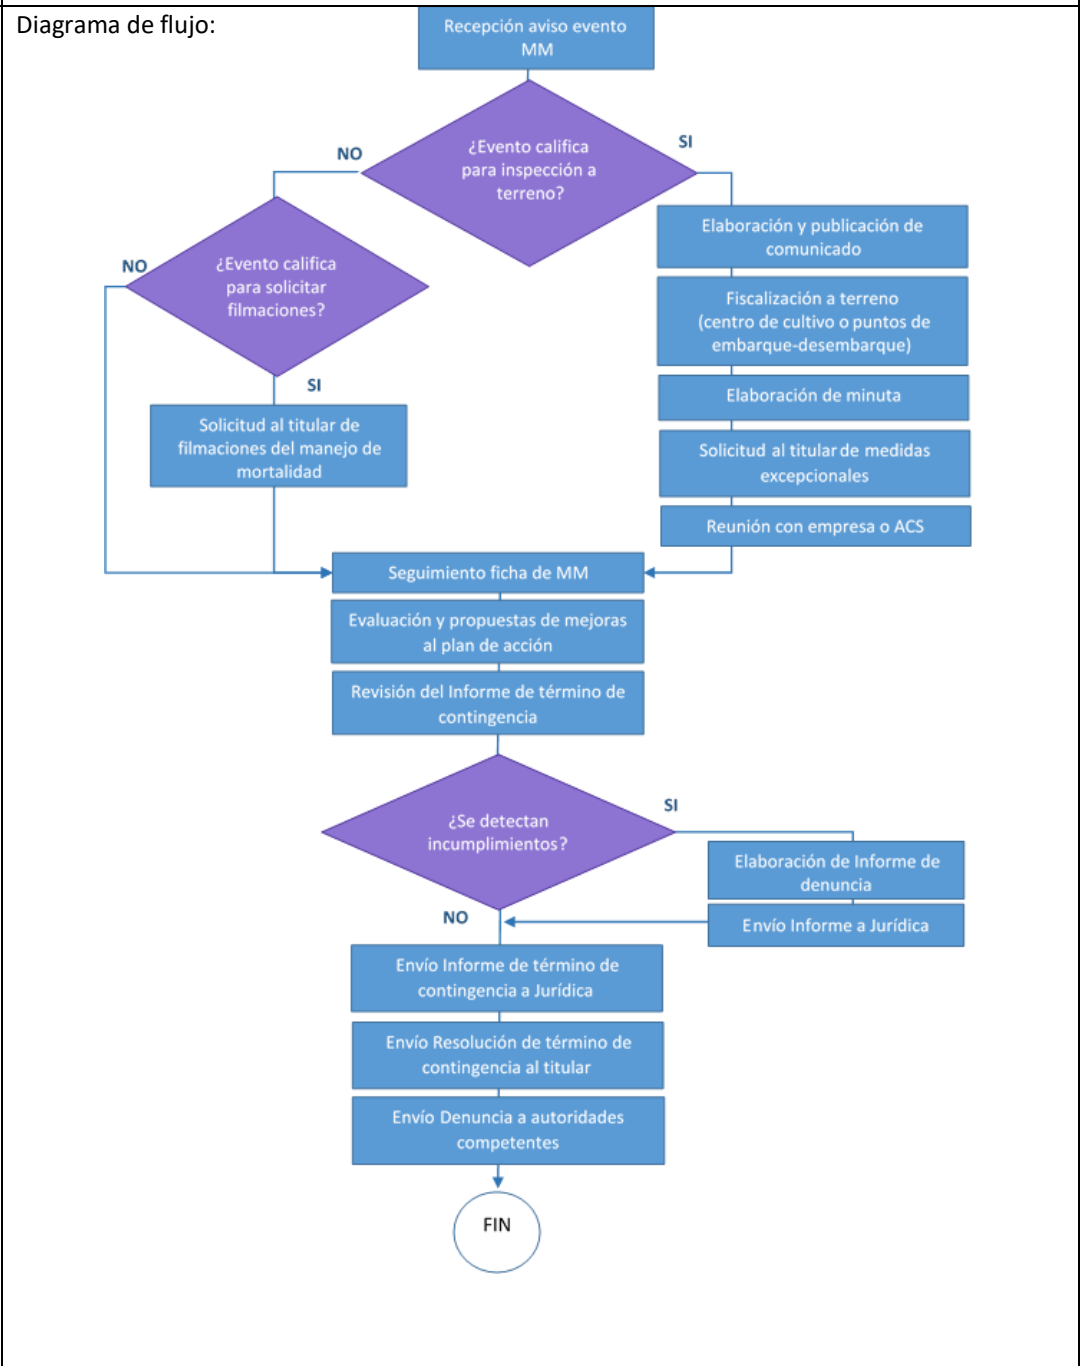 Diagrama de flujo:
Recepción aviso evento
MM
¿Evento califica
para inspección a
terreno?
NO
SI
¿Evento califica
para solicitar
filmaciones?
NO
SI
Solicitud al titular de
filmaciones del manejo de
mortalidad
Elaboración y publicación de
comunicado
Fiscalización a terreno
(centro de cultivo o puntos de
embarque-desembarque)
Elaboración de minuta
Solicitud al titular de medidas
excepcionales
Reunión con empresa o ACS
Seguimiento ficha de MM
Evaluación y propuestas de mejoras
al plan de acción
Revisión del Informe de término de
contingencia
¿Se detectan
incumplimientos?
SI
Elaboración de Informe de
denuncia
Envío Informe a Jurídica
NO
Envío Informe de término de
contingencia a Jurídica
Envío Resolución de término de
contingencia al titular
Envío Denuncia a autoridades
competentes
FIN